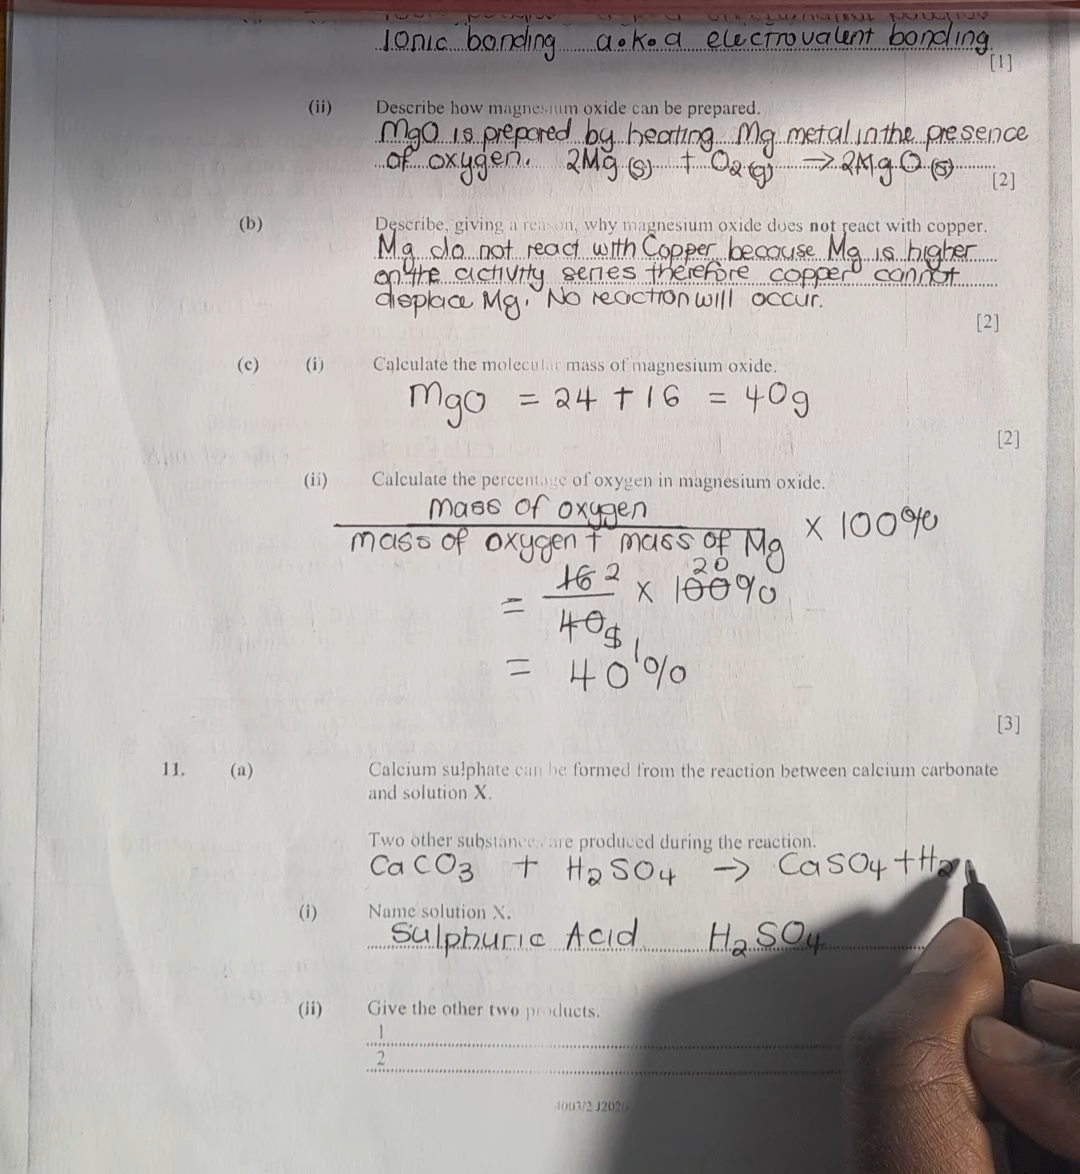 Ionic bonding a.k.a electrovalent bonding
[1]
(ii) Describe how magnesium oxide can be prepared.
MgO is prepared by heating Mg metal in the presence
of oxygen. 2Mg (s) + O2 (g) → 2MgO (s)
[2]
(b) Describe, giving a reason, why magnesium oxide does not react with copper.
Mg do not react with Copper because Mg is higher
on the activity series therefore copper cannot
displace Mg. No reaction will occur.
[2]
(c) (i) Calculate the molecular mass of magnesium oxide.
MgO = 24 + 16 = 40g
[2]
(ii) Calculate the percentage of oxygen in magnesium oxide.
mass of oxygen
mass of oxygen + mass of Mg × 100%
= 16 2 × 100% 20
40g 1
= 40%
[3]
11. (a) Calcium sulphate can be formed from the reaction between calcium carbonate
and solution X.
Two other substances are produced during the reaction.
CaCO3 + H2SO4 → CaSO4 + H2
(i) Name solution X.
Sulphuric Acid H2SO4
(ii) Give the other two products.
1
2